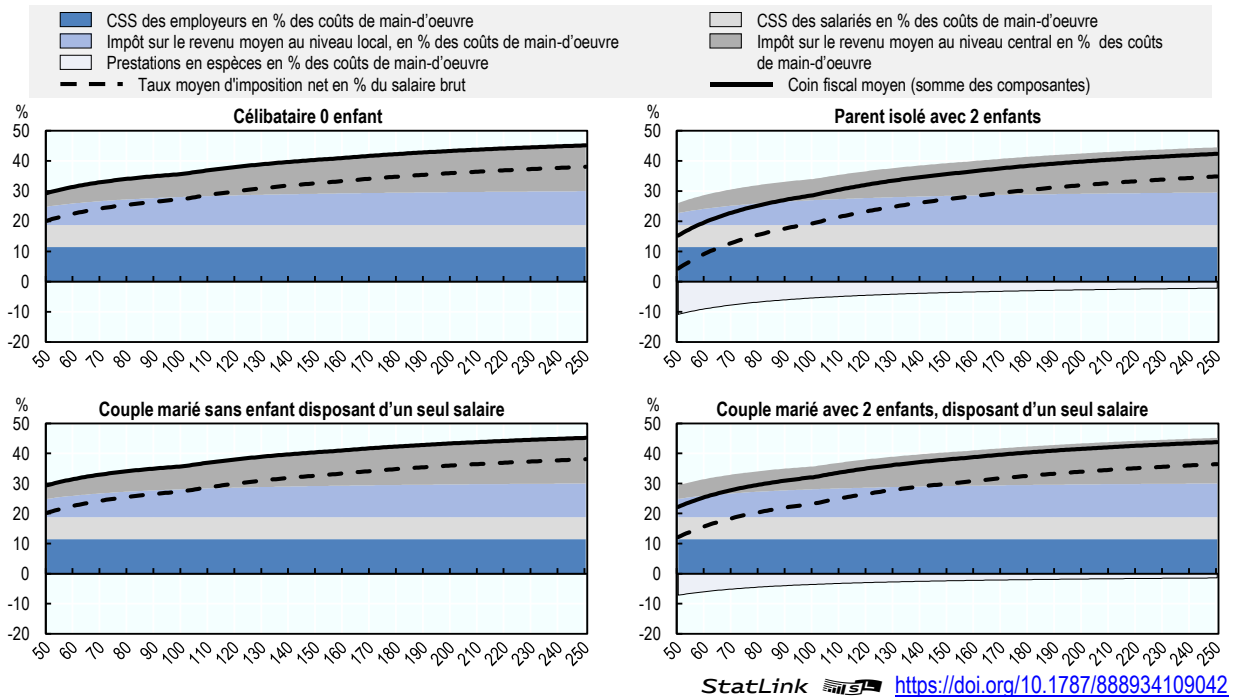 CSS des employeurs en % des coûts de main-d'oeuvre
CSS des salariés en % des coûts de main-d'oeuvre
Impôt sur le revenu moyen au niveau local, en % des coûts de main-d'oeuvre
Impôt sur le revenu moyen au niveau central en % des coûts
de main-d'oeuvre
Prestations en espèces en % des coûts de main-d'oeuvre
Taux moyen d'imposition net en % du salaire brut
Coin fiscal moyen (somme des composantes)
%
Célibataire 0 enfant
50
40
30
20
10
0
-10
-20
50 60 70 80 90 100 110 120 130 140 150 160 170 180 190 200 210 220 230 240 250
%
Parent isolé avec 2 enfants
50
40
30
20
10
0
-10
-20
50 60 70 80 90 100 110 120 130 140 150 160 170 180 190 200 210 220 230 240 250
%
Couple marié sans enfant disposant d’un seul salaire
50
40
30
20
10
0
-10
-20
50 60 70 80 90 100 110 120 130 140 150 160 170 180 190 200 210 220 230 240 250
%
Couple marié avec 2 enfants, disposant d’un seul salaire
50
40
30
20
10
0
-10
-20
50 60 70 80 90 100 110 120 130 140 150 160 170 180 190 200 210 220 230 240 250
StatLink https://doi.org/10.1787/888934109042